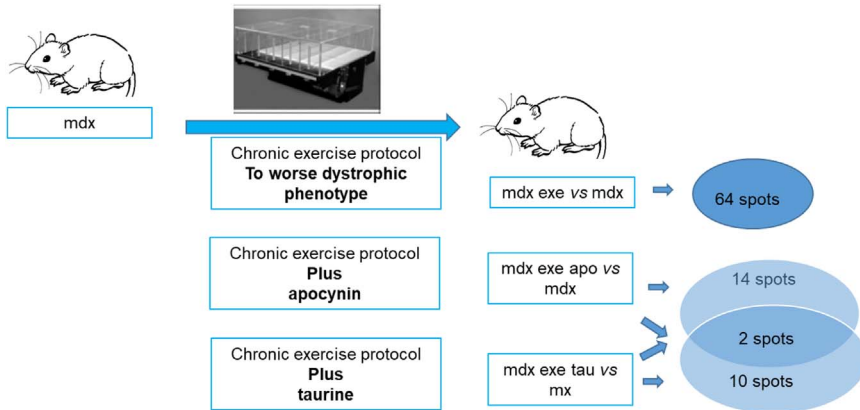 mdx
Chronic exercise protocol
To worse dystrophic
phenotype
mdx exe vs mdx
64 spots
Chronic exercise protocol
Plus
apocynin
mdx exe apo vs
mdx
14 spots
2 spots
Chronic exercise protocol
Plus
taurine
mdx exe tau vs
mx
10 spots